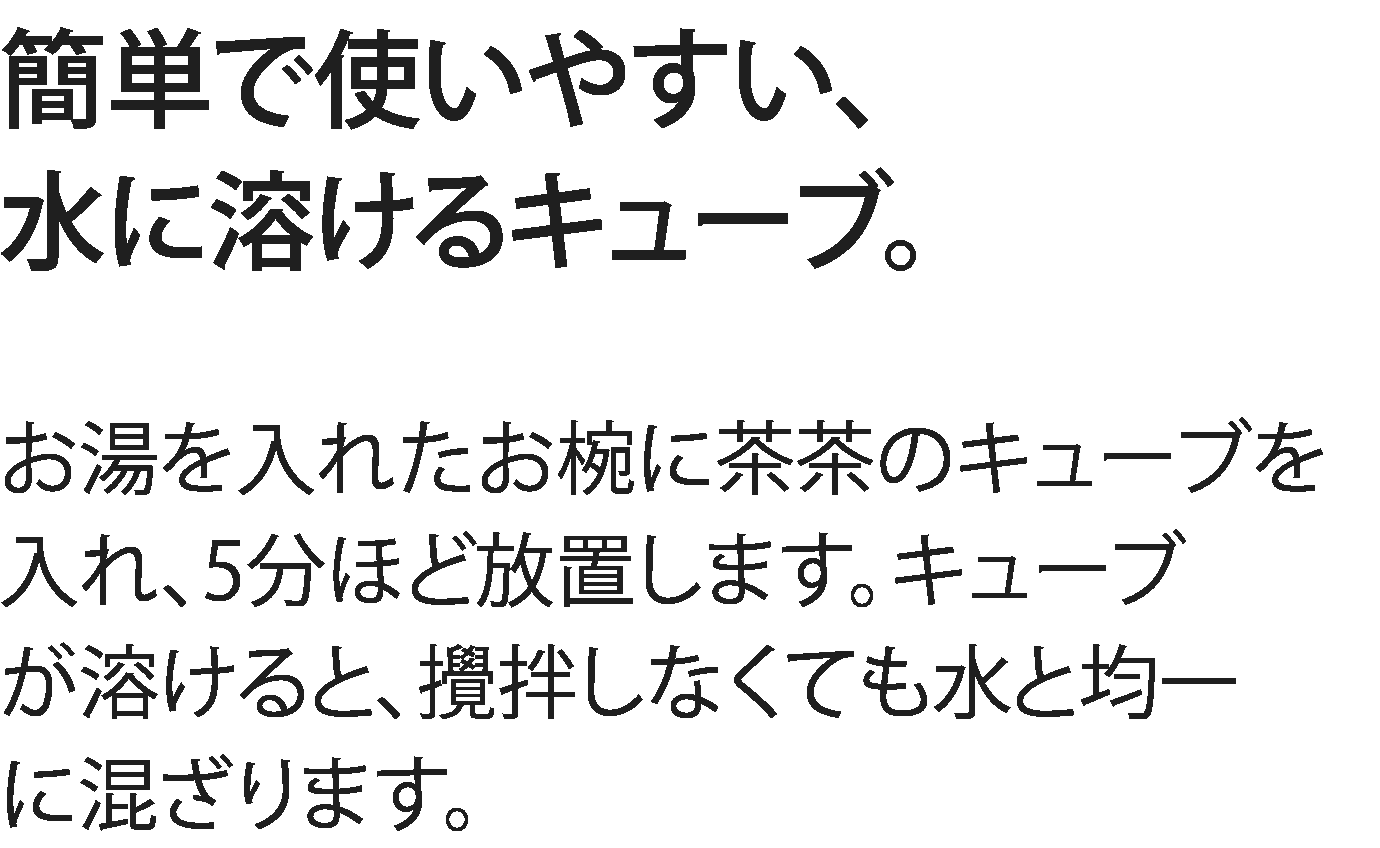 簡単で使いやすい、
水に溶けるキューブ。
お湯を入れたお椀に茶茶のキューブを
入れ、5分ほど放置します。キューブ
が溶けると、攪拌しなくても水と均一
に混ざります。